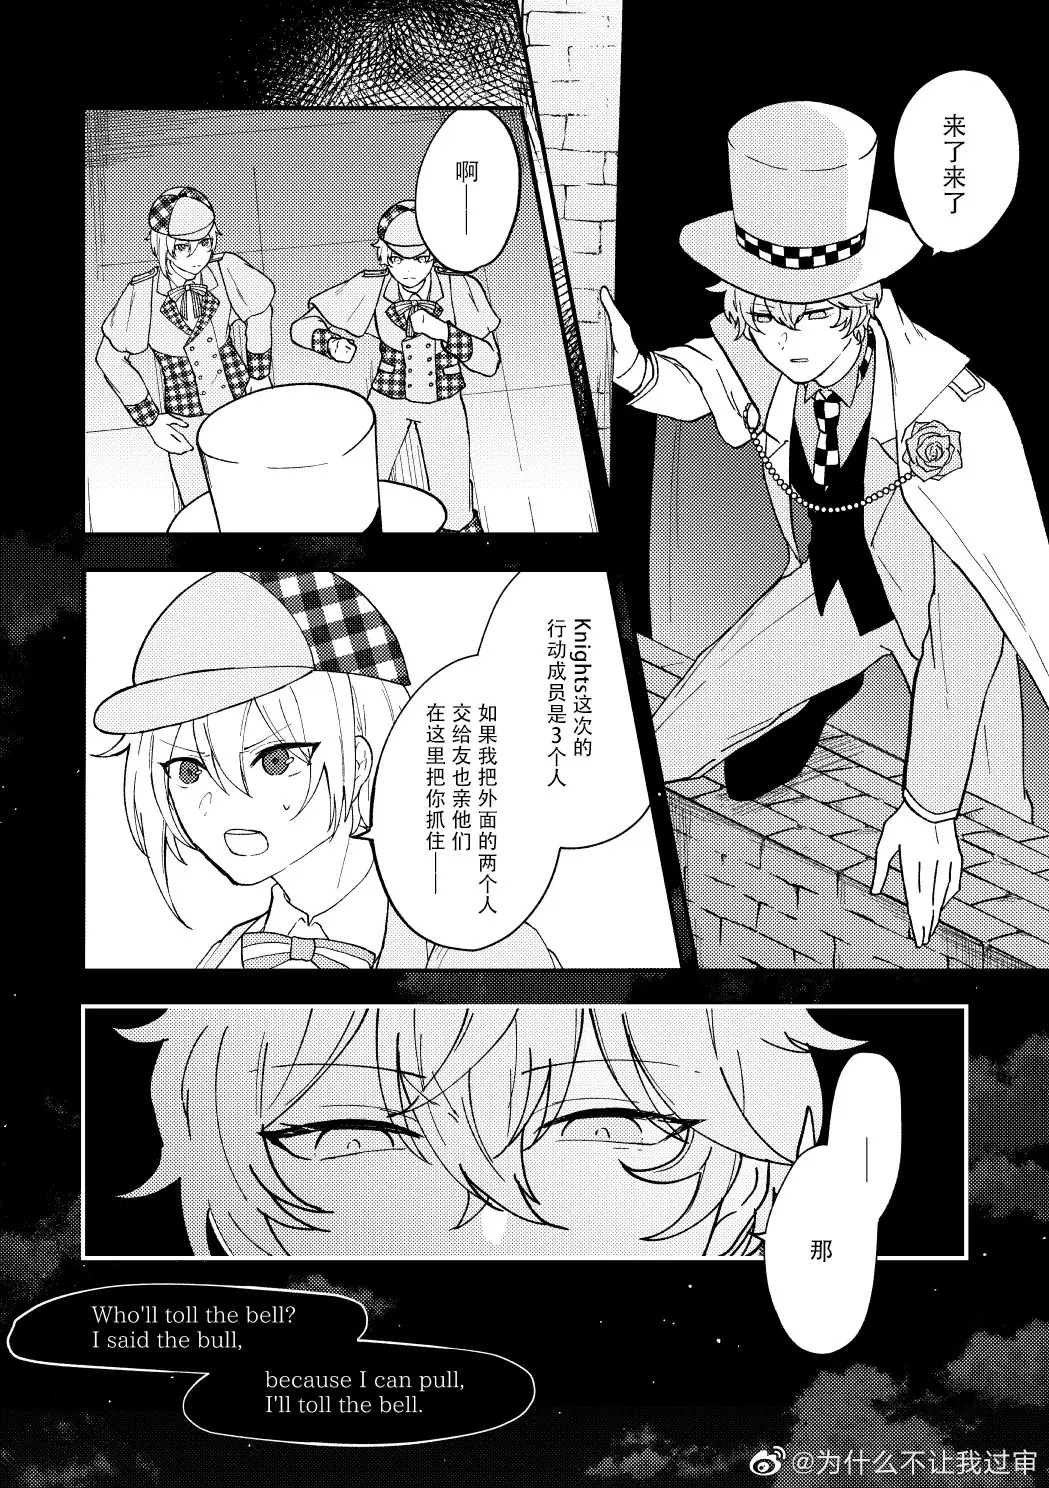 来了来了
啊——
Knights这次的
行动成员是3个人
如果我把外面的两个人
交给友也亲他们
在这里把你抓住——
——
那
Who'll toll the bell?
I said the bull,
because I can pull,
I'll toll the bell.
@为什么不让我过审